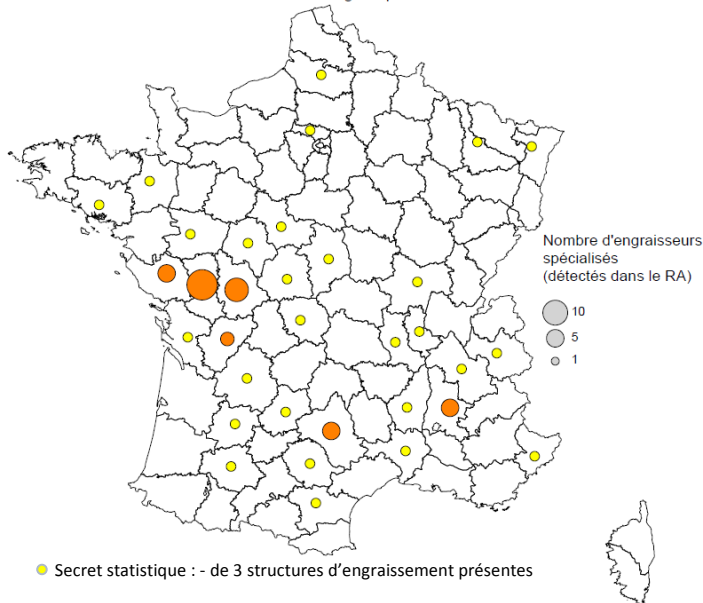 Nombre d'engraisseurs
spécialisés
(détectés dans le RA)
10
5
1
Secret statistique : - de 3 structures d'engraissement présentes